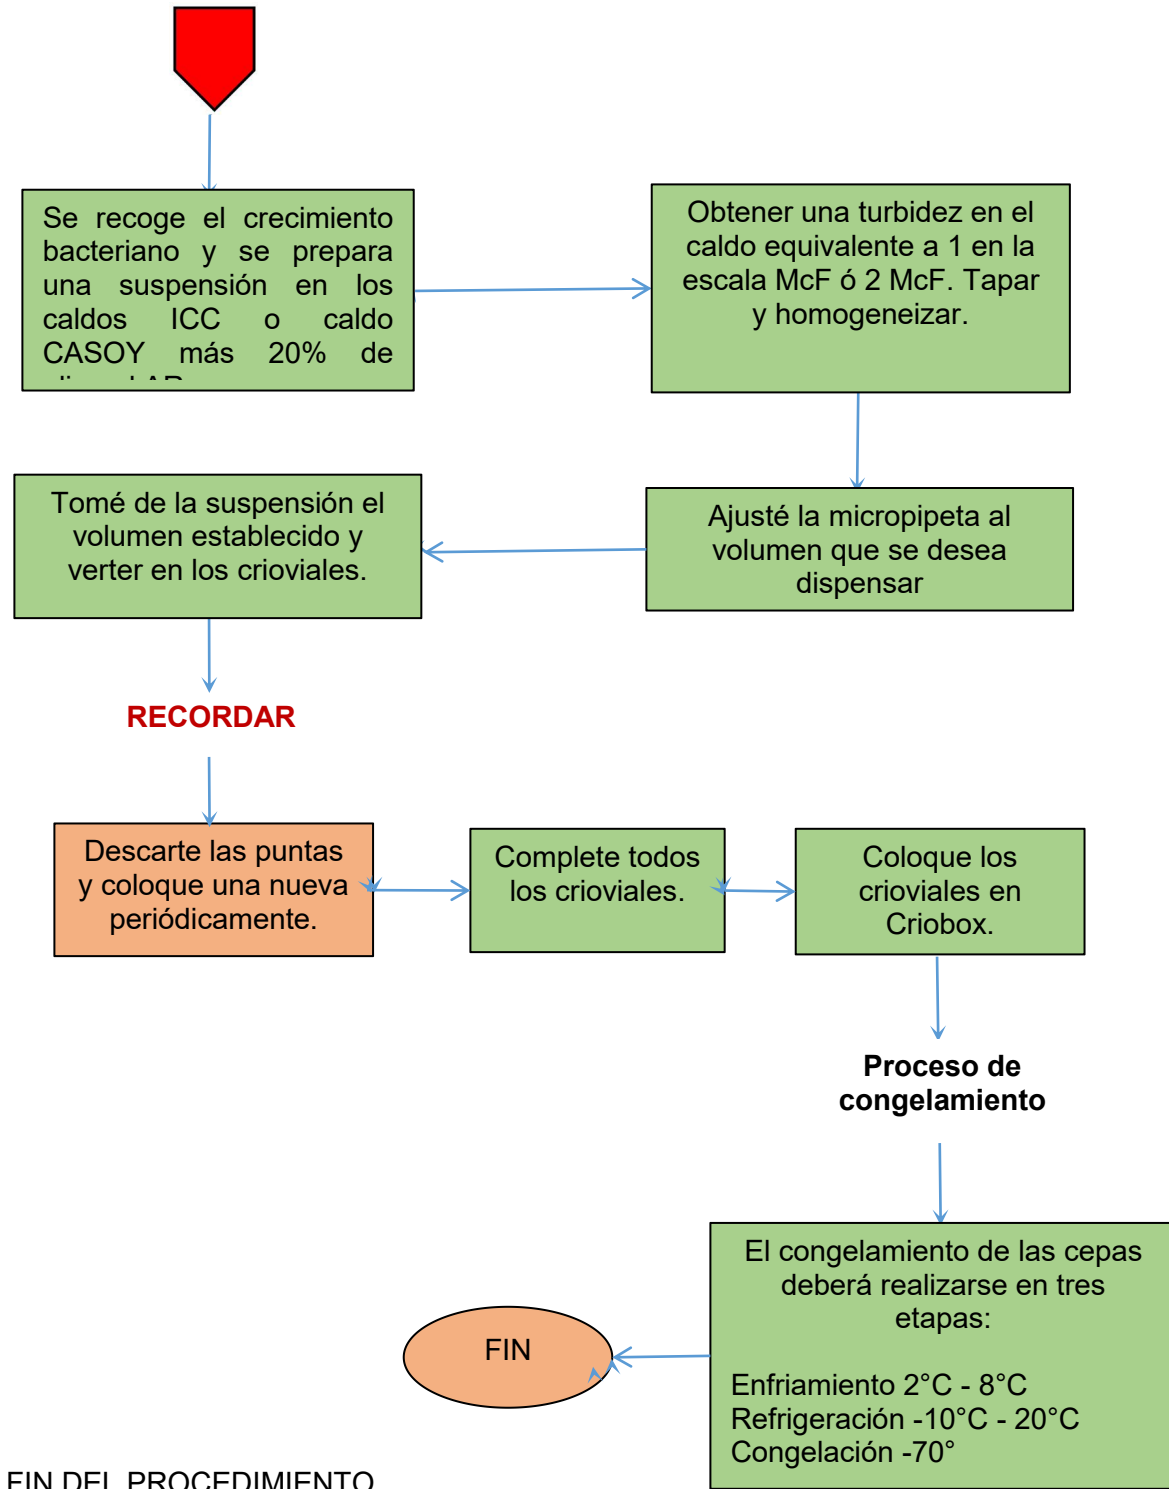 Se recoge el crecimiento
bacteriano y se prepara
una suspensión en los
caldos ICC o caldo
CASOY más 20% de
Obtener una turbidez en el
caldo equivalente a 1 en la
escala McF ó 2 McF. Tapar
y homogeneizar.
Tomé de la suspensión el
volumen establecido y
verter en los crioviales.
Ajusté la micropipeta al
volumen que se desea
dispensar
RECORDAR
Descarte las puntas
y coloque una nueva
periódicamente.
Complete todos
los crioviales.
Coloque los
crioviales en
Criobox.
Proceso de
congelamiento
El congelamiento de las cepas
deberá realizarse en tres
etapas:
Enfriamiento 2°C - 8°C
Refrigeración -10°C - 20°C
Congelación -70°
FIN
FIN DEL PROCEDIMIENTO